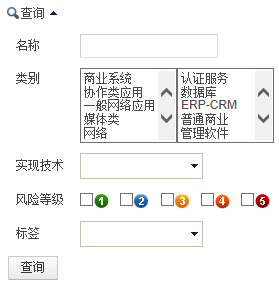 查询
名称
类别
商业系统
协作类应用
一般网络应用
媒体类
网络
认证服务
数据库
ERP-CRM
普通商业
管理软件
实现技术
风险等级 1 2 3 4 5
标签
查询